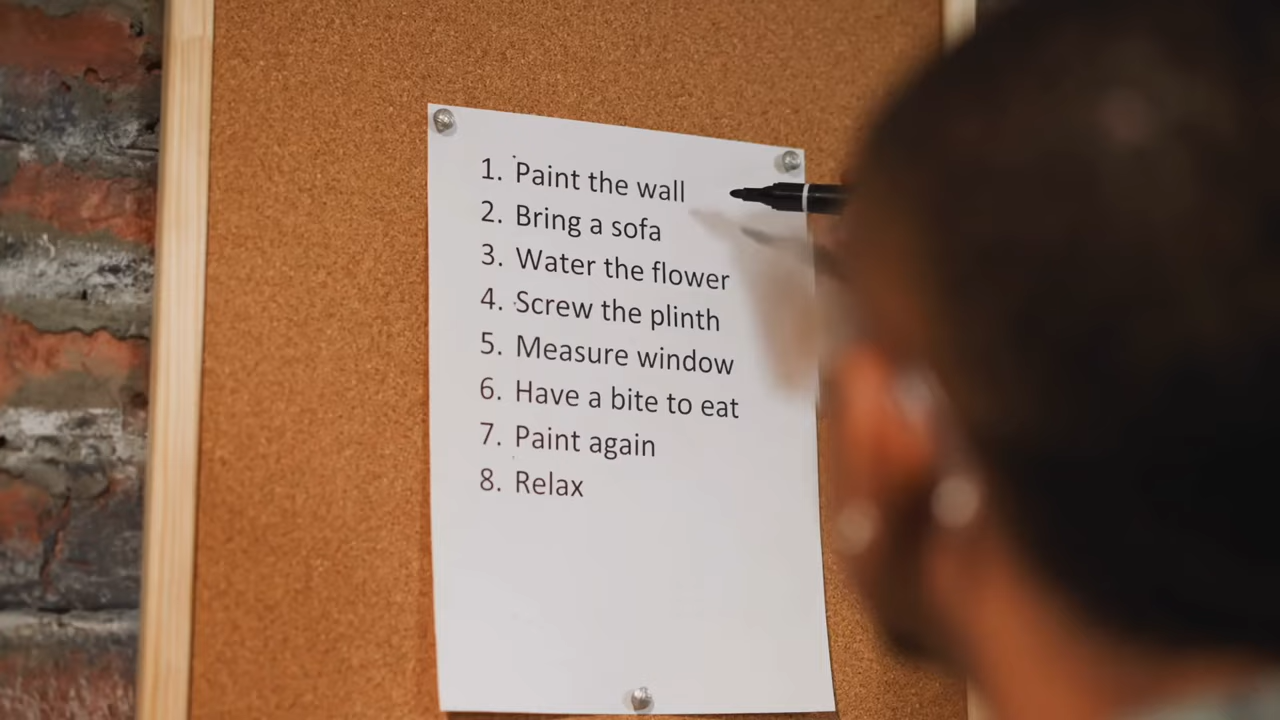 1. Paint the wall
2. Bring a sofa
3. Water the flower
4. Screw the plinth
5. Measure window
6. Have a bite to eat
7. Paint again
8. Relax